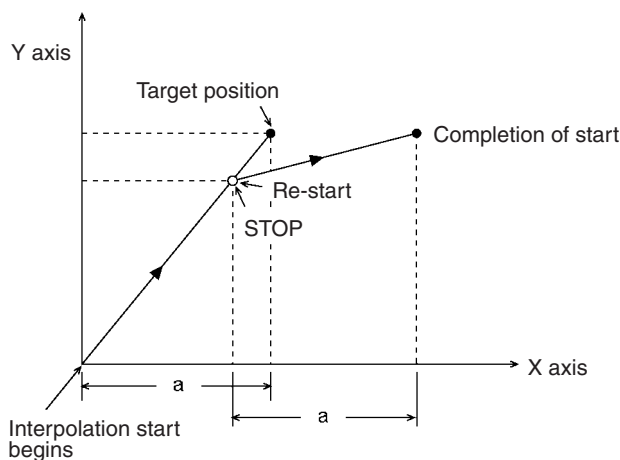 Y axis
Target position
Completion of start
Re-start
STOP
X axis
a
a
Interpolation start
begins